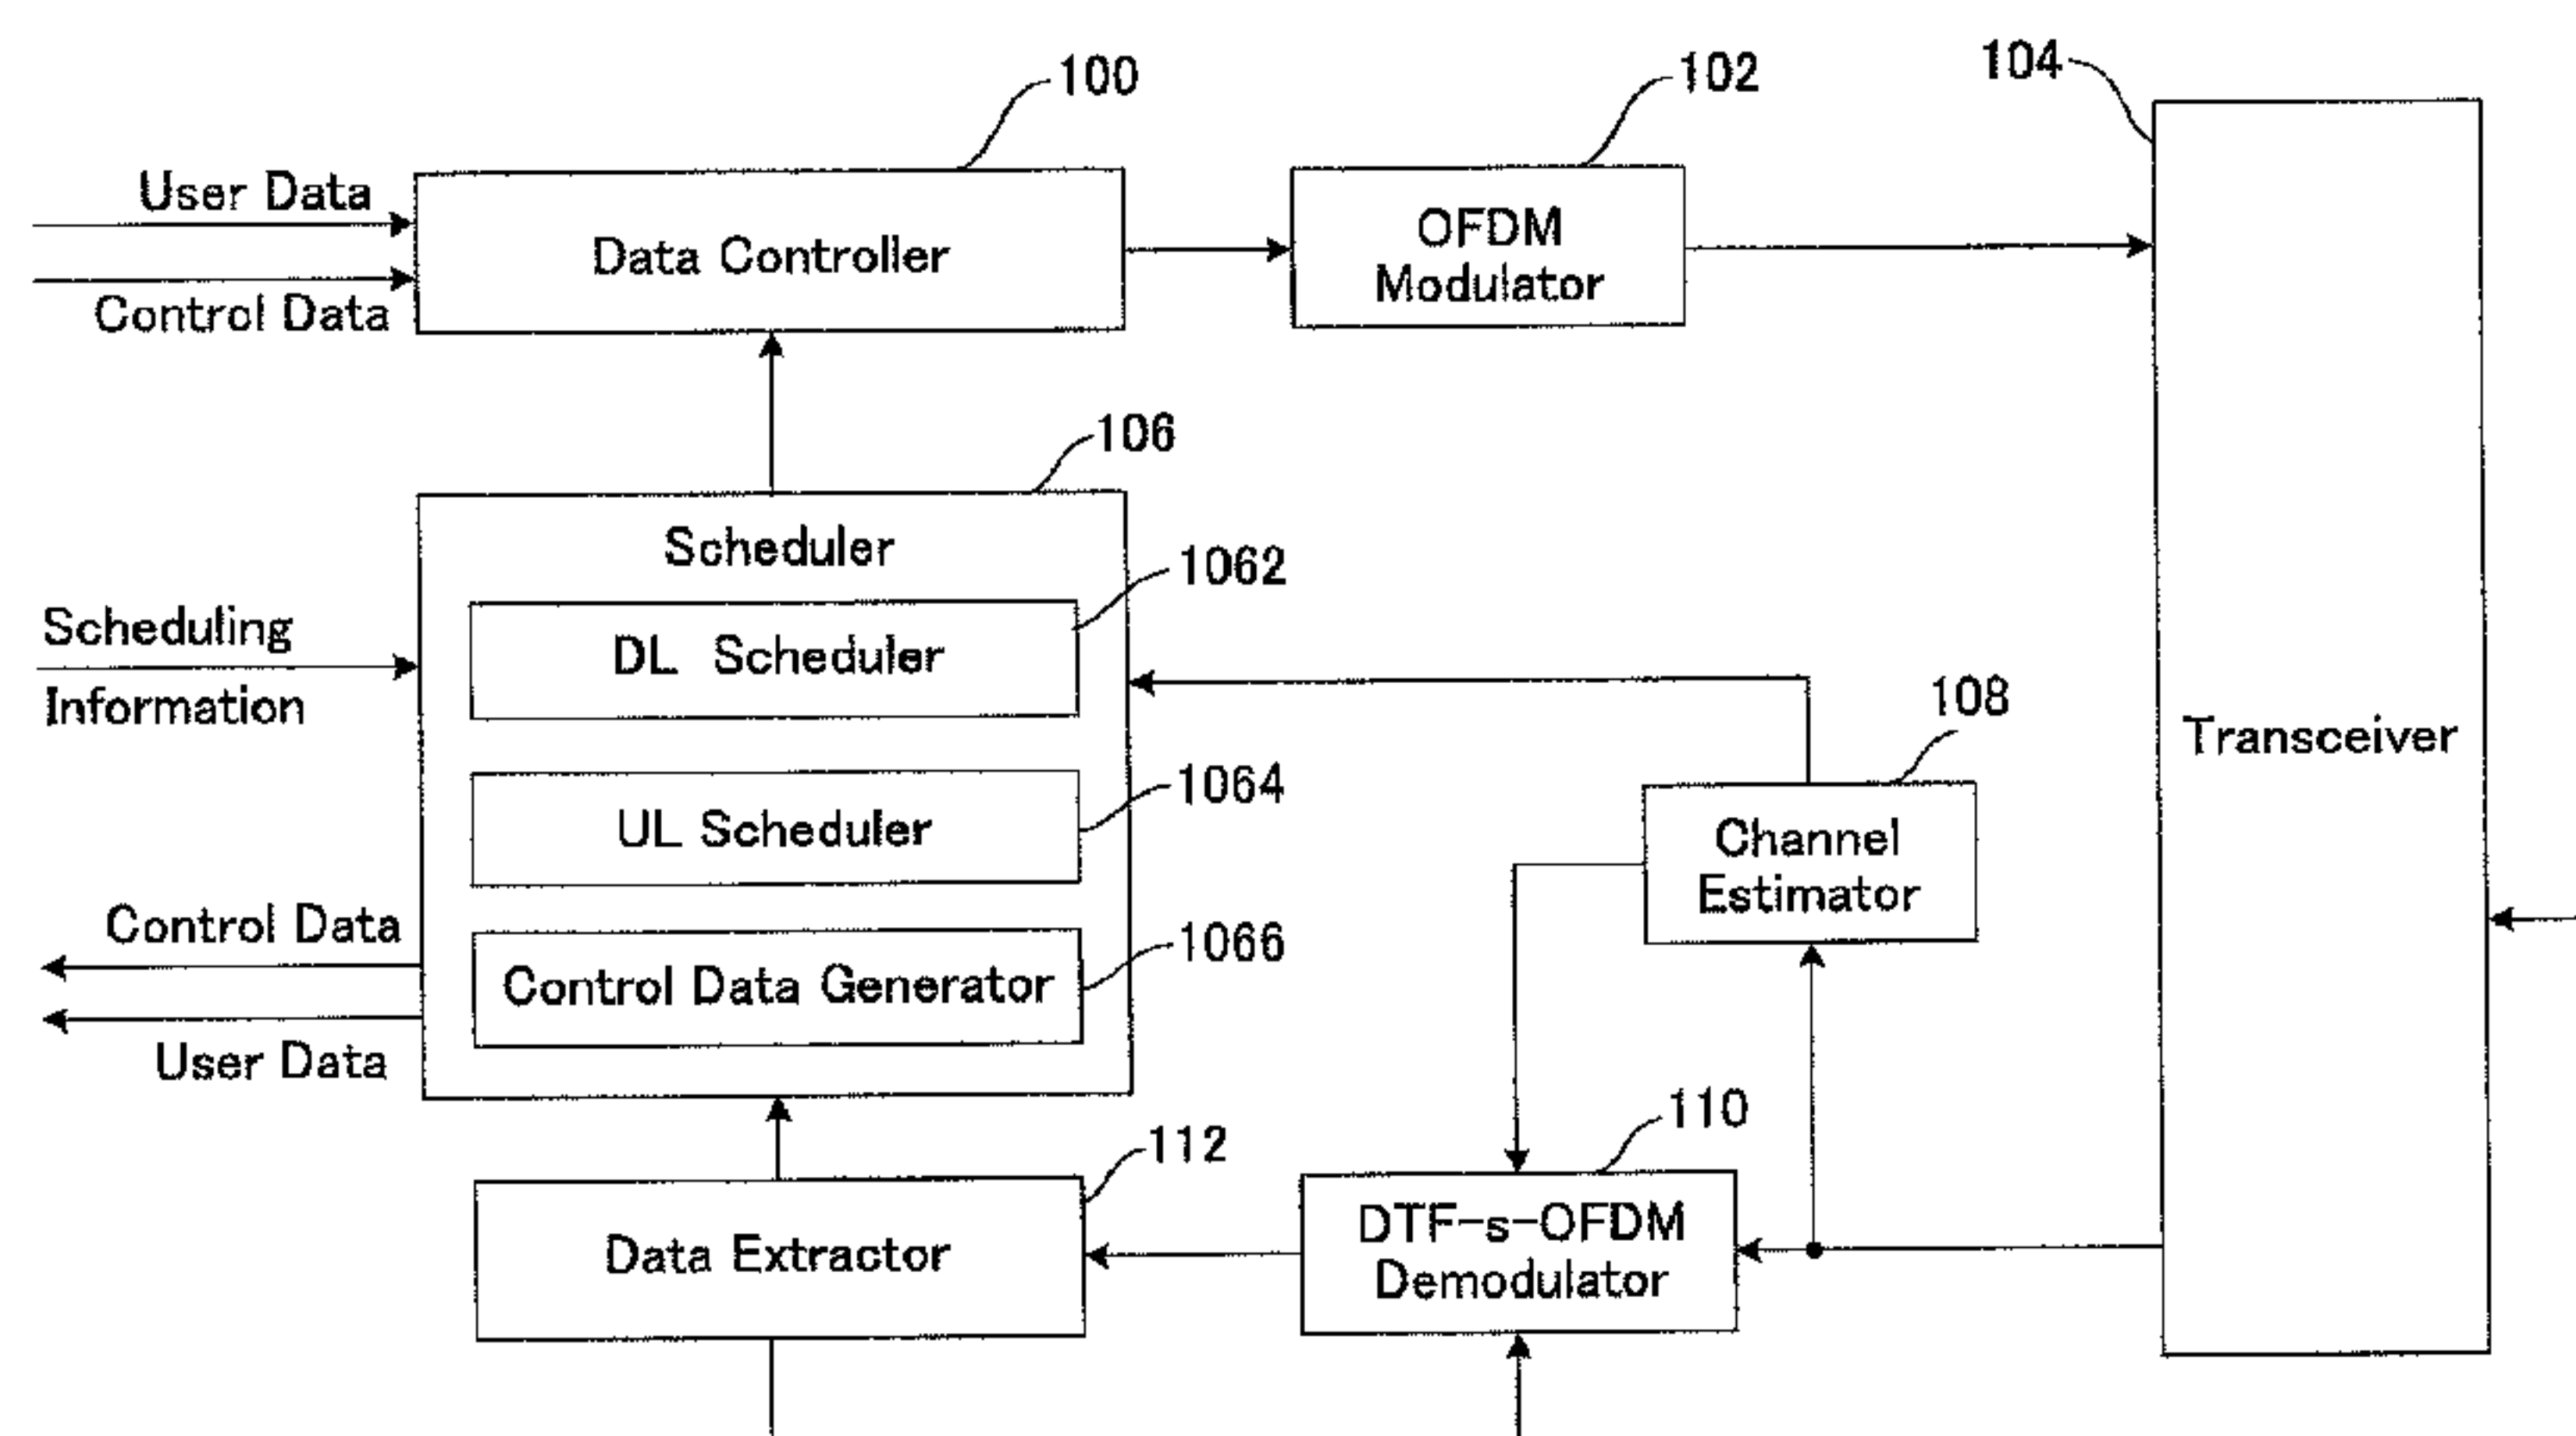 100
102
104
User Data
Control Data
Data Controller
OFDM
Modulator
106
Scheduler
1062
DL Scheduler
Scheduling
Information
108
Transceiver
1064
UL Scheduler
Channel
Estimator
Control Data
User Data
1066
Control Data Generator
110
112
DTF-s-OFDM
Demodulator
Data Extractor